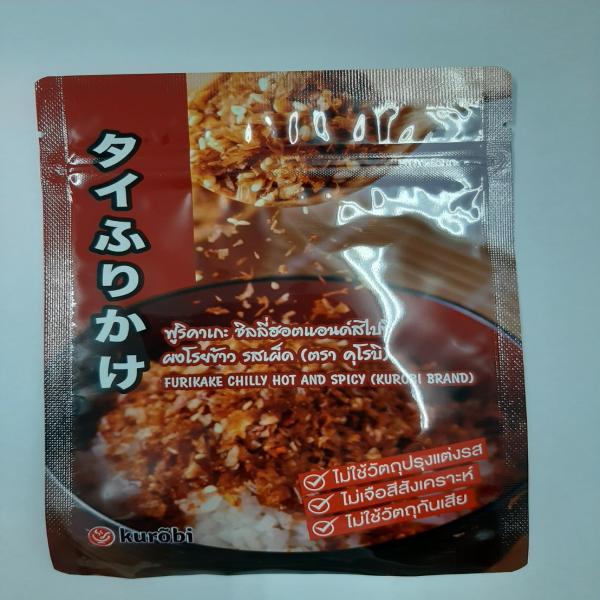 タイふりかけ
ฟูริคาเกะ ชิลลี่ฮอตแอนด์สไปซี่
ผงโรยข้าว รสเผ็ด (ตรา คุโรบิ)
FURIKAKE CHILLY HOT AND SPICY (KUROBI BRAND)
ไม่ใช้วัตถุปรุงแต่งรส
ไม่เจือสีสังเคราะห์
ไม่ใช้วัตถุกันเสีย
kurōbi